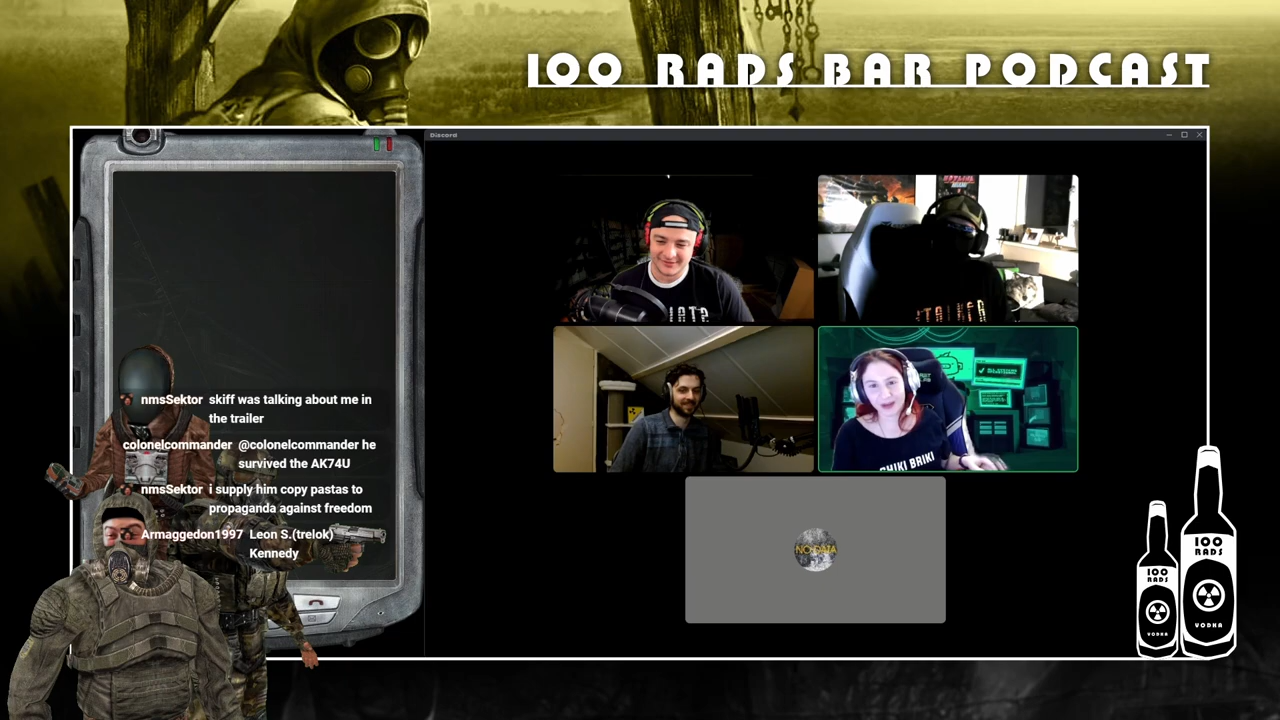 100 RADS BAR PODCAST
Discord
nmsSektor skiff was talking about me in
the trailer
colonelcommander @colonelcommander he
survived the AK74U
nmsSektor i supply him copy pastas to
propaganda against freedom
Armaggedon1997 Leon S.(trelok)
Kennedy
CHIKI BRIKI
NO DATA
100
RADS
VODKA
100
RADS
VODKA